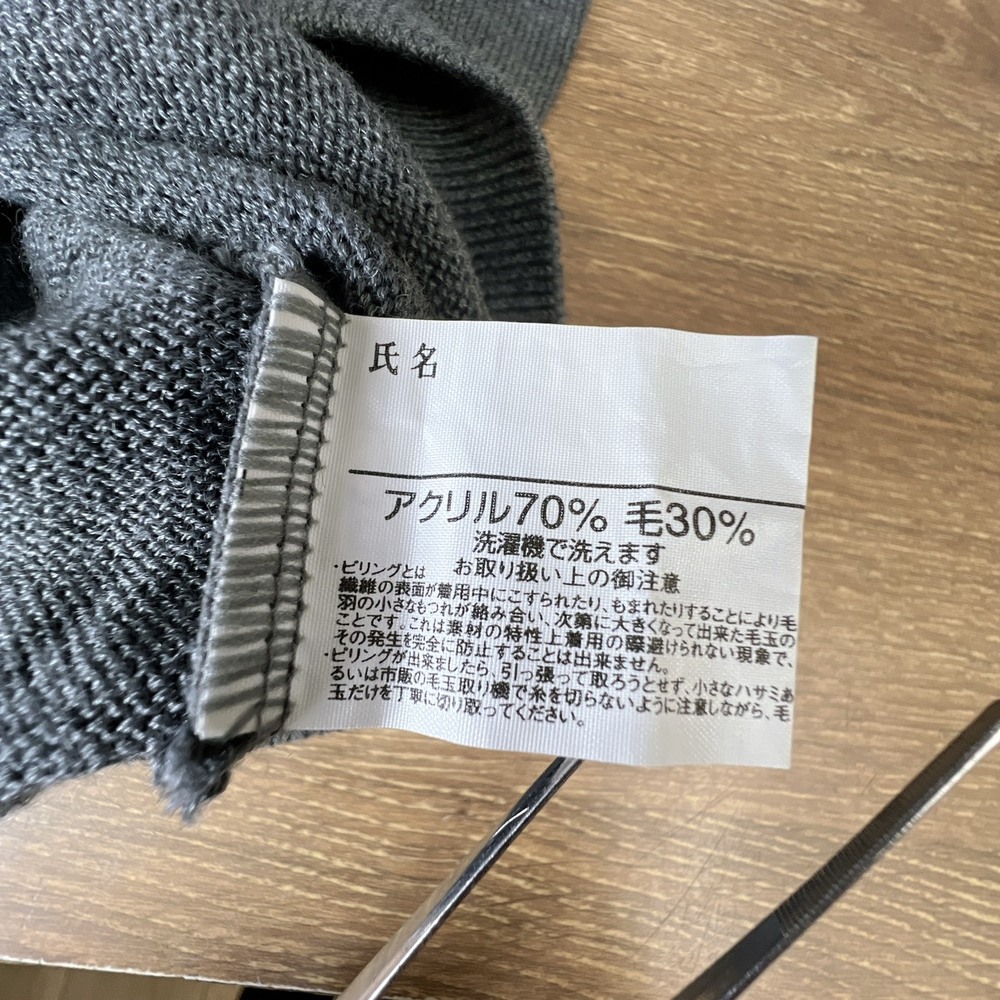 氏名
アクリル70% 毛30%
洗濯機で洗えます
お取り扱い上の御注意
・ピリングとは
繊維の表面が着用中にこすられたり、もまれたりすることにより毛
羽の小さなもつれが絡み合い、次第に大きくなって出来た毛玉の
ことです。これは素材の特性上着用の際避けられない現象で、
その発生を完全に防止することは出来ません。
・ピリングが出来ましたら、引っ張って取ろうとせず、小さなハサミあ
るいは市販の毛玉取り機で糸を切らないように注意しながら、毛
玉だけを丁寧に切り取ってください。